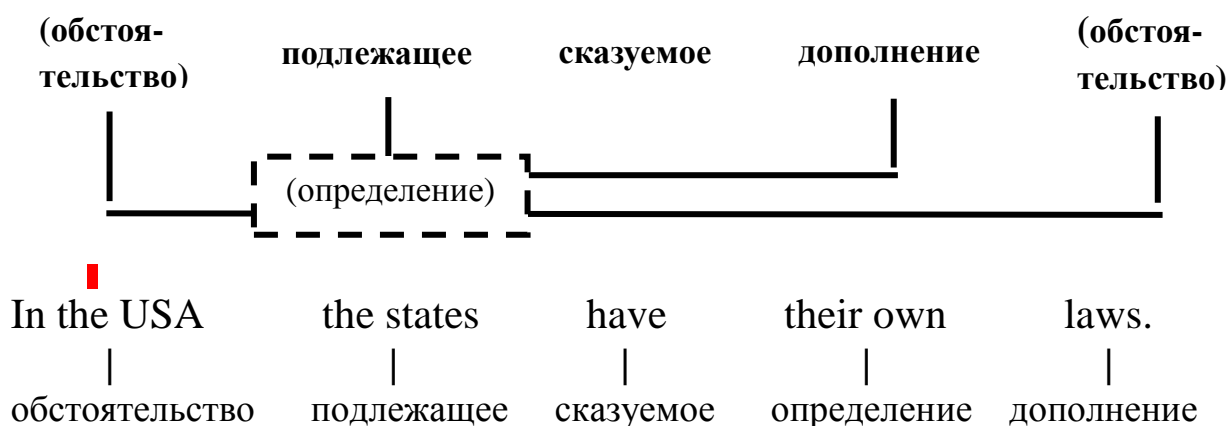 (обстоя-
тельство)
подлежащее
сказуемое
дополнение
(обстоя-
тельство)
(определение)
In the USA the states have their own laws.
обстоятельство подлежащее сказуемое определение дополнение